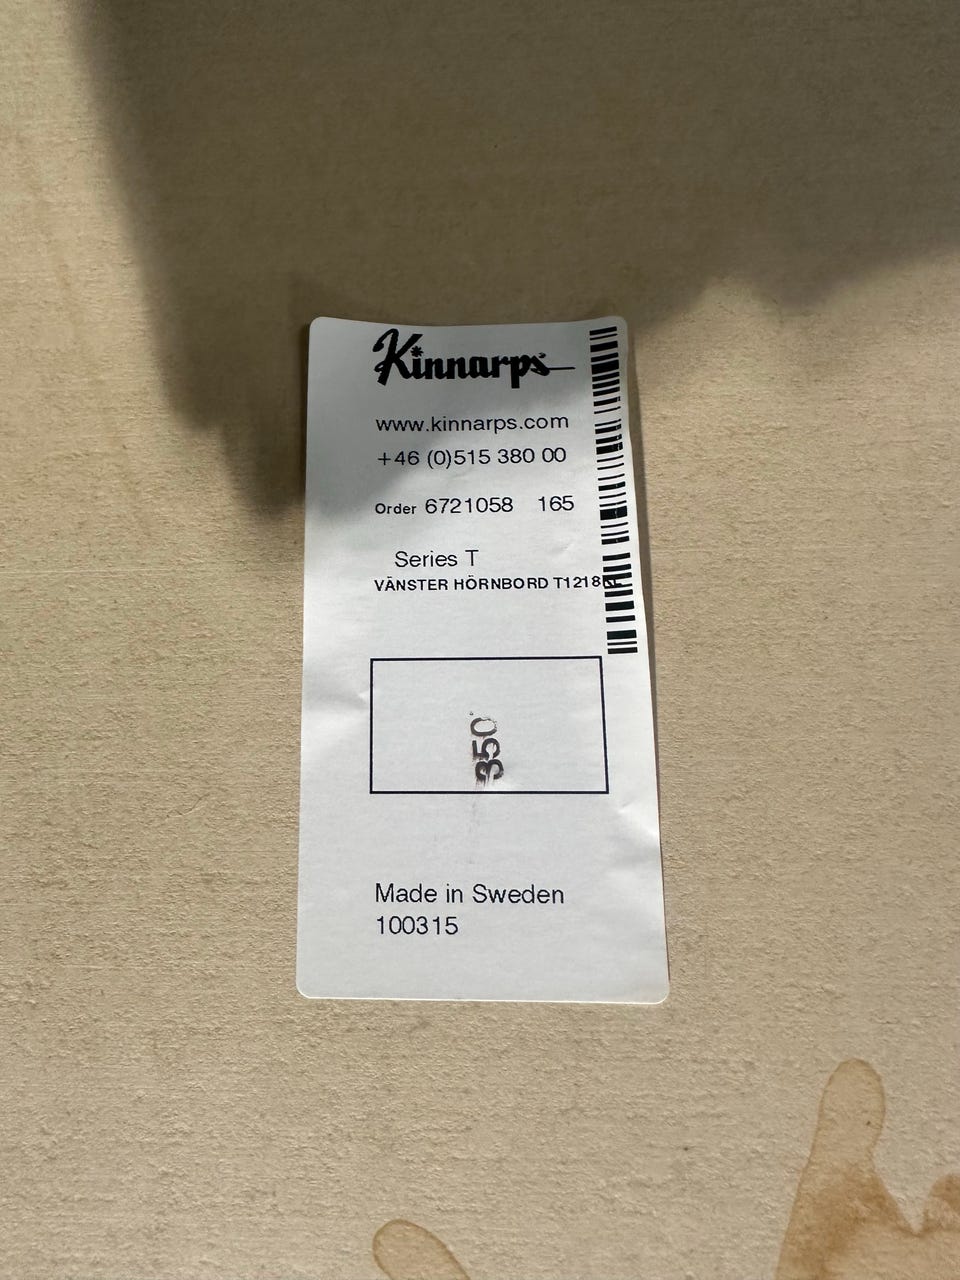 Kinnarps
www.kinnarps.com
+46 (0)515 380 00
Order 6721058 165
Series T
VÄNSTER HÖRNBORD T1218
350
Made in Sweden
100315